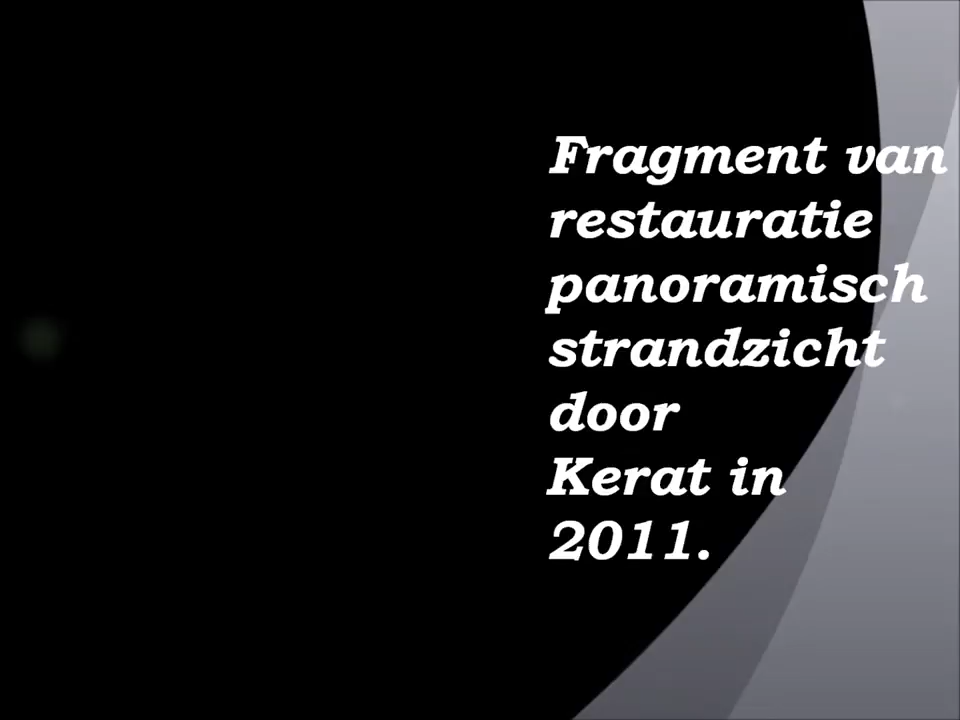 Fragment van
restauratie
panoramisch
strandzicht
door
Kerat in
2011.